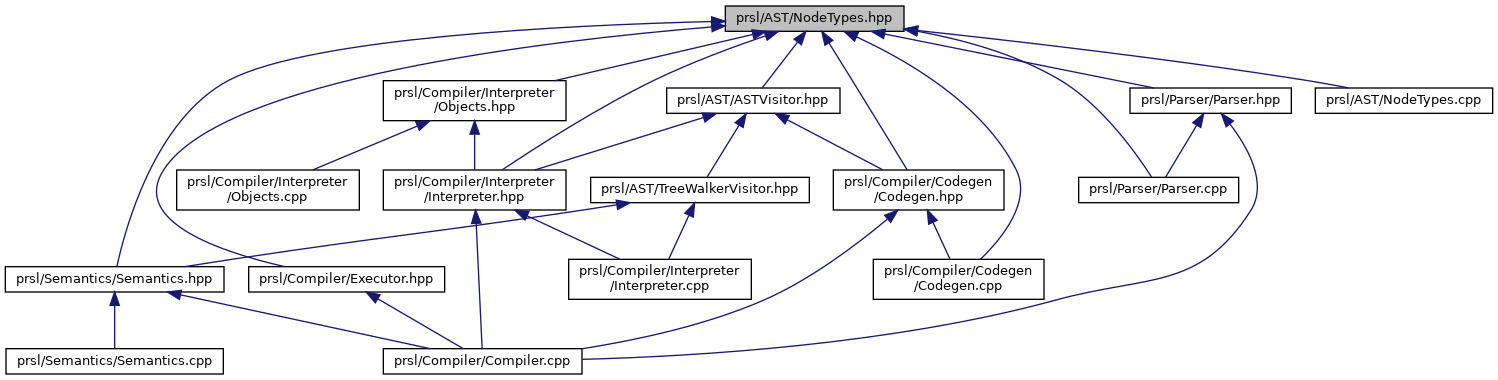 prsl/AST/NodeTypes.hpp
prsl/Compiler/Interpreter
/Objects.hpp
prsl/AST/ASTVisitor.hpp
prsl/Parser/Parser.hpp
prsl/AST/NodeTypes.cpp
prsl/Compiler/Interpreter
/Objects.cpp
prsl/Compiler/Interpreter
/Interpreter.hpp
prsl/AST/TreeWalkerVisitor.hpp
prsl/Compiler/Codegen
/Codegen.hpp
prsl/Parser/Parser.cpp
prsl/Semantics/Semantics.hpp
prsl/Compiler/Executor.hpp
prsl/Compiler/Interpreter
/Interpreter.cpp
prsl/Compiler/Codegen
/Codegen.cpp
prsl/Semantics/Semantics.cpp
prsl/Compiler/Compiler.cpp